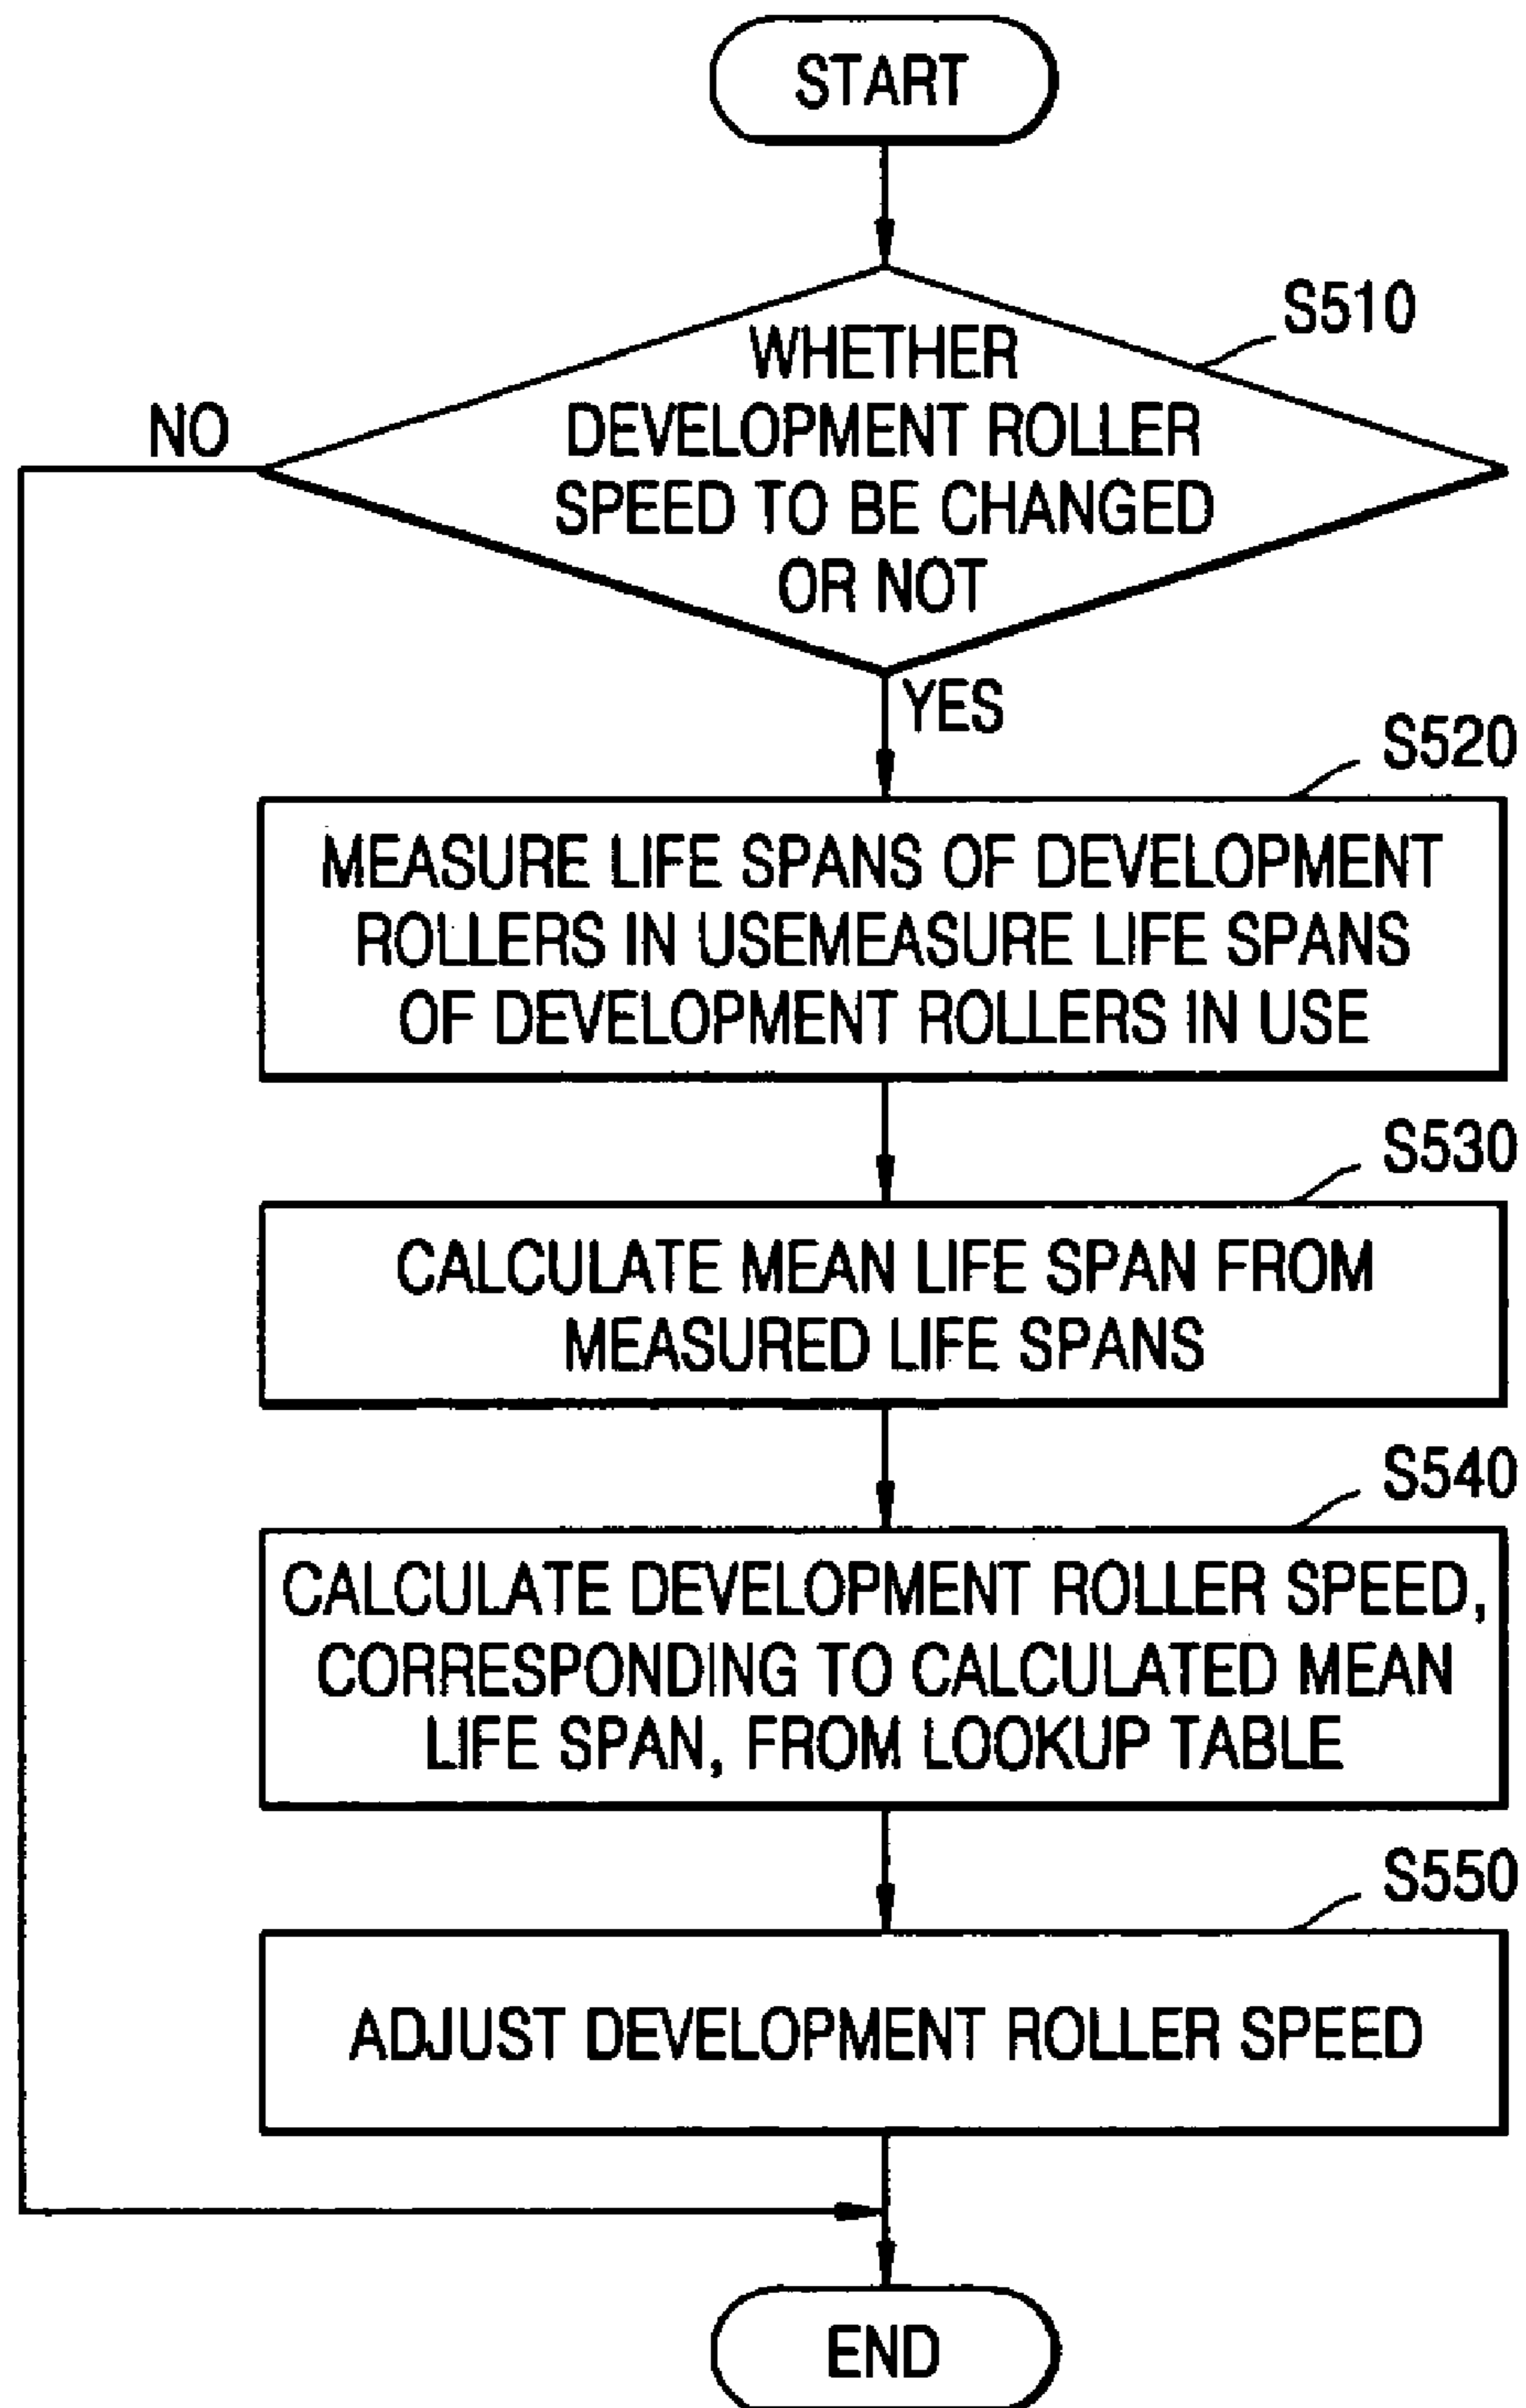 START
S510
WHETHER
DEVELOPMENT ROLLER
SPEED TO BE CHANGED
OR NOT
NO
YES
S520
MEASURE LIFE SPANS OF DEVELOPMENT
ROLLERS IN USEMEASURE LIFE SPANS
OF DEVELOPMENT ROLLERS IN USE
S530
CALCULATE MEAN LIFE SPAN FROM
MEASURED LIFE SPANS
S540
CALCULATE DEVELOPMENT ROLLER SPEED,
CORRESPONDING TO CALCULATED MEAN
LIFE SPAN, FROM LOOKUP TABLE
S550
ADJUST DEVELOPMENT ROLLER SPEED
END